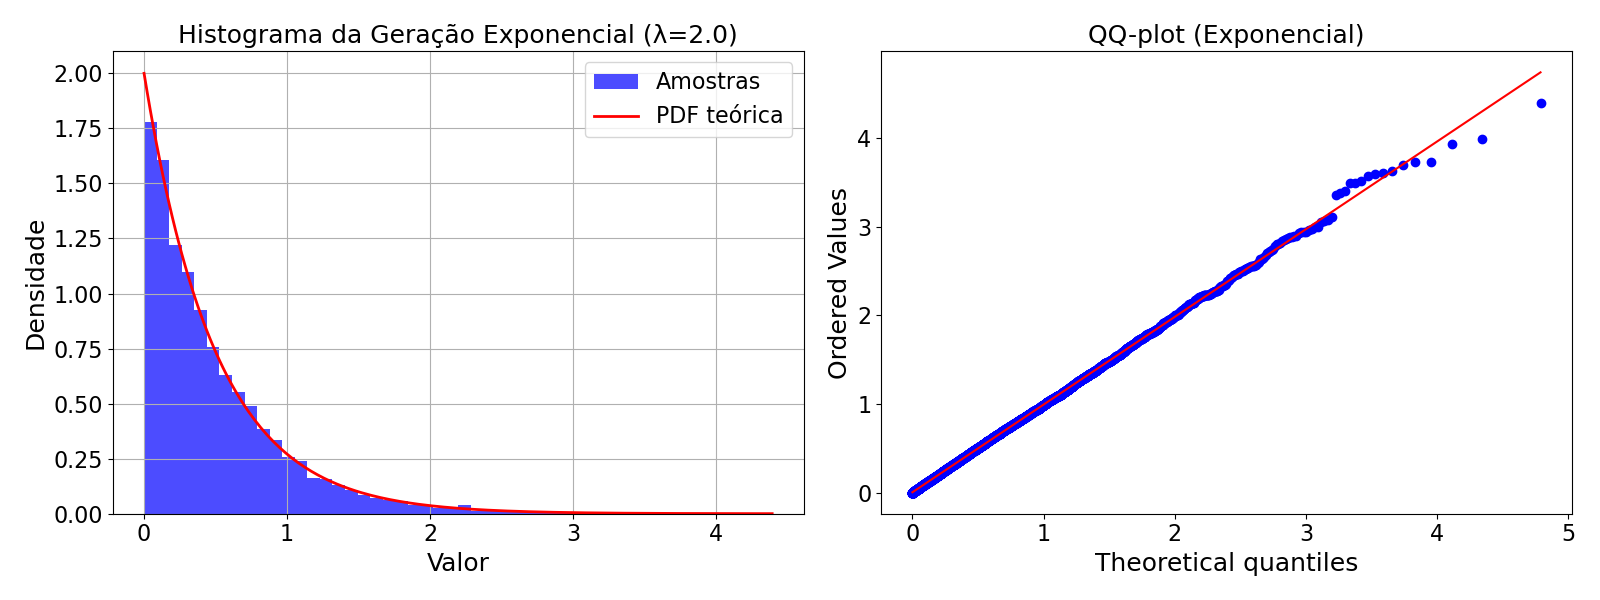 Histograma da Geração Exponencial (λ=2.0)
Densidade
2.00
1.75
1.50
1.25
1.00
0.75
0.50
0.25
0.00
Amostras
PDF teórica
0 1 2 3 4
Valor
QQ-plot (Exponencial)
Ordered Values
4
3
2
1
0
0 1 2 3 4 5
Theoretical quantiles